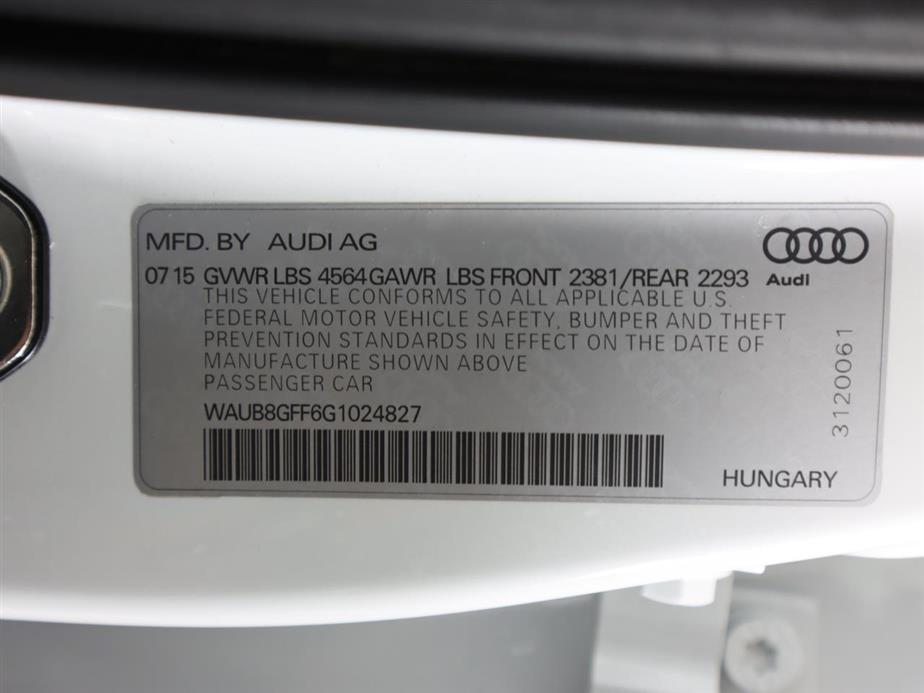 MFD. BY AUDI AG
07 15 GVWR LBS 4564 GAWR LBS FRONT 2381/REAR 2293
Audi
THIS VEHICLE CONFORMS TO ALL APPLICABLE U.S.
FEDERAL MOTOR VEHICLE SAFETY, BUMPER AND THEFT
PREVENTION STANDARDS IN EFFECT ON THE DATE OF
MANUFACTURE SHOWN ABOVE
PASSENGER CAR
WAUB8GFF6G1024827
3120061
HUNGARY